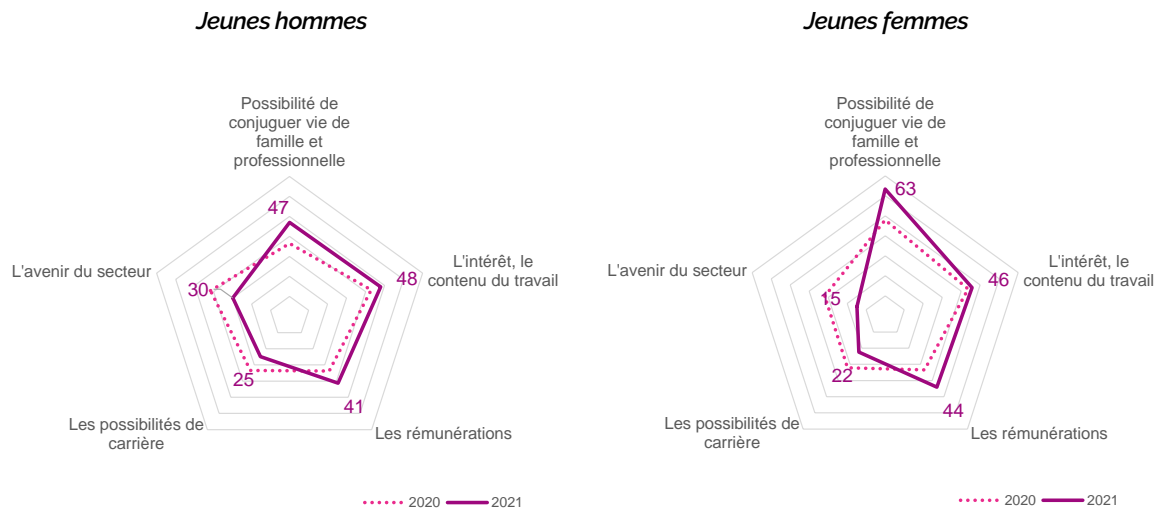 Jeunes hommes
Possibilité de
conjuguer vie de
famille et
professionnelle
47
L'intérêt, le
contenu du travail
48
L'avenir du secteur
30
25
41
Les possibilités de
carrière
Les rémunérations
2020
2021
Jeunes femmes
Possibilité de
conjuguer vie de
famille et
professionnelle
63
L'intérêt, le
contenu du travail
46
L'avenir du secteur
15
22
44
Les possibilités de
carrière
Les rémunérations
2020
2021